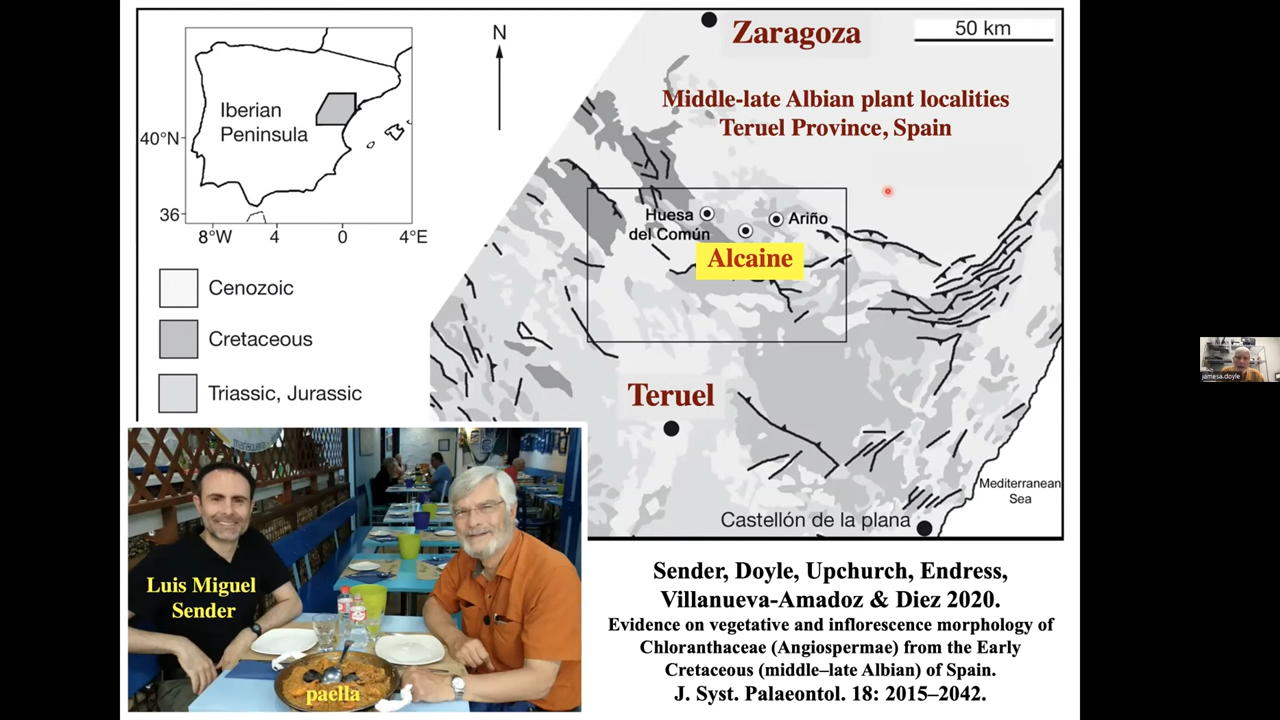 N
Zaragoza
50 km
Middle-late Albian plant localities
Teruel Province, Spain
Iberian
Peninsula
40°N
36
8°W
4
0
4°E
Huesa
del Común
Ariño
Alcaine
Cenozoic
Cretaceous
Triassic, Jurassic
Teruel
Mediterranean
Sea
Castellón de la plana
Luis Miguel
Sender
paella
Sender, Doyle, Upchurch, Endress,
Villanueva-Amadoz & Diez 2020.
Evidence on vegetative and inflorescence morphology of
Chloranthaceae (Angiospermae) from the Early
Cretaceous (middle–late Albian) of Spain.
J. Syst. Palaeontol. 18: 2015–2042.
jamesa.doyle